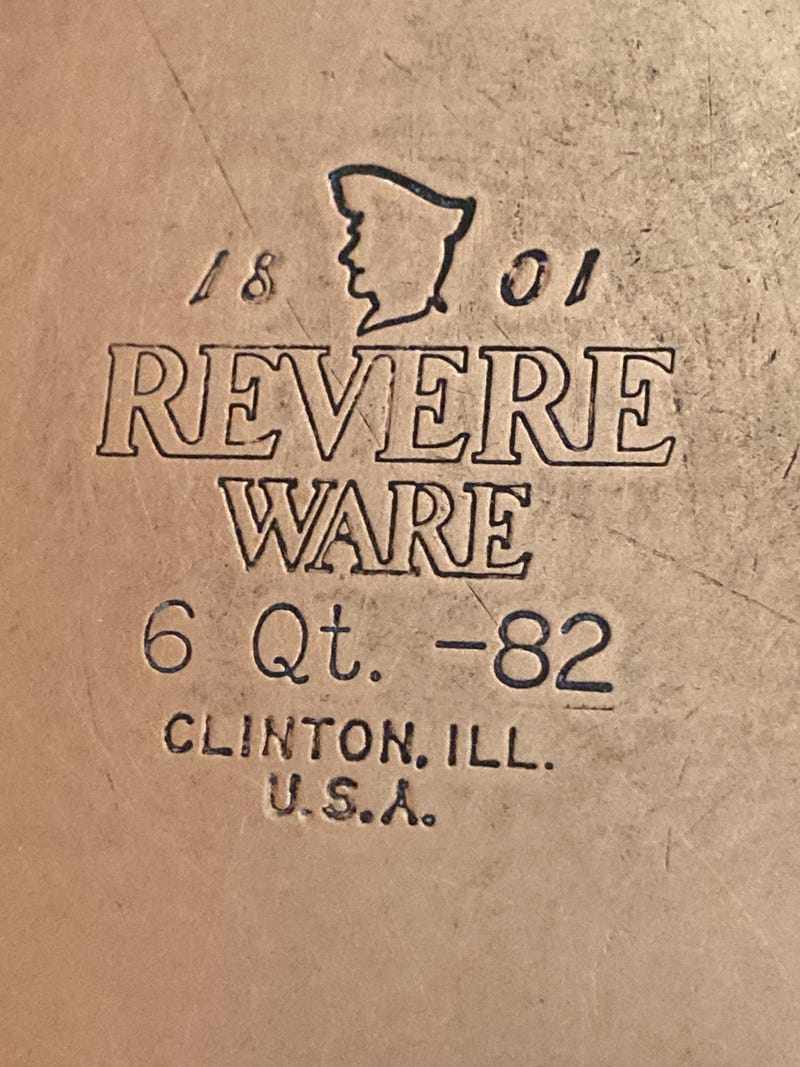 18 01
REVERE
WARE
6 Qt. -82
CLINTON, ILL.
U.S.A.